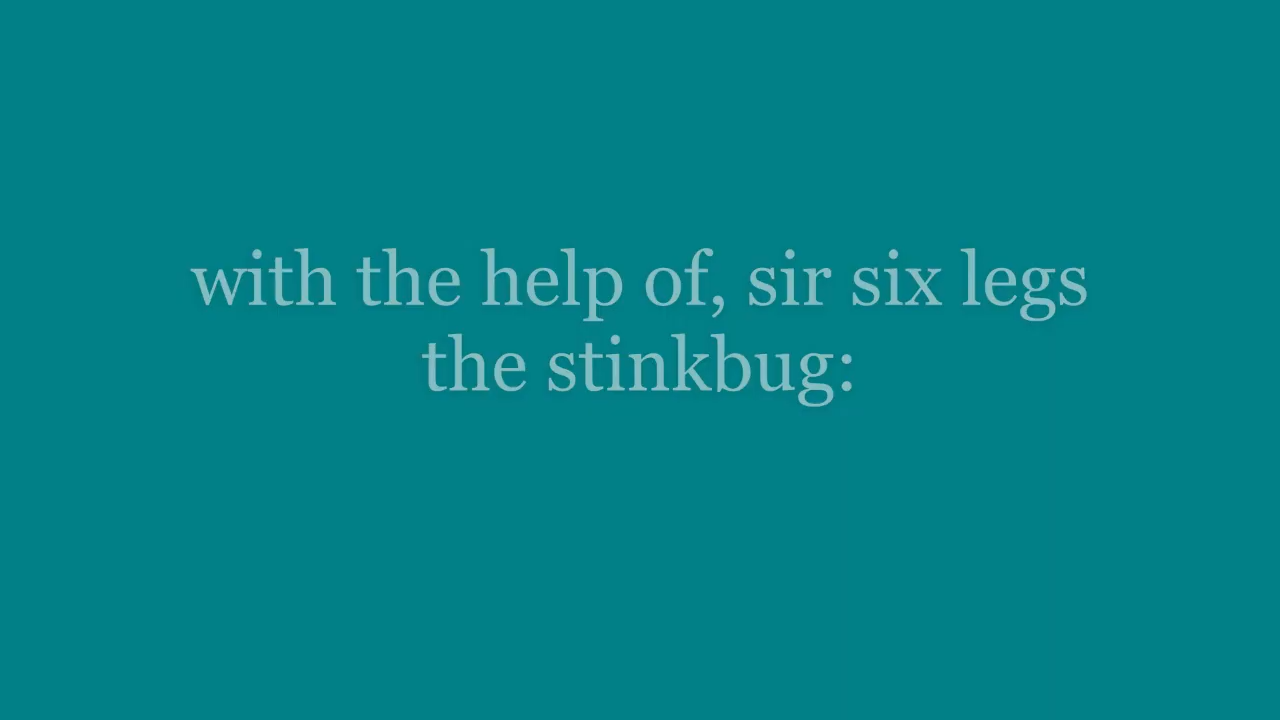 with the help of, sir six legs
the stinkbug: